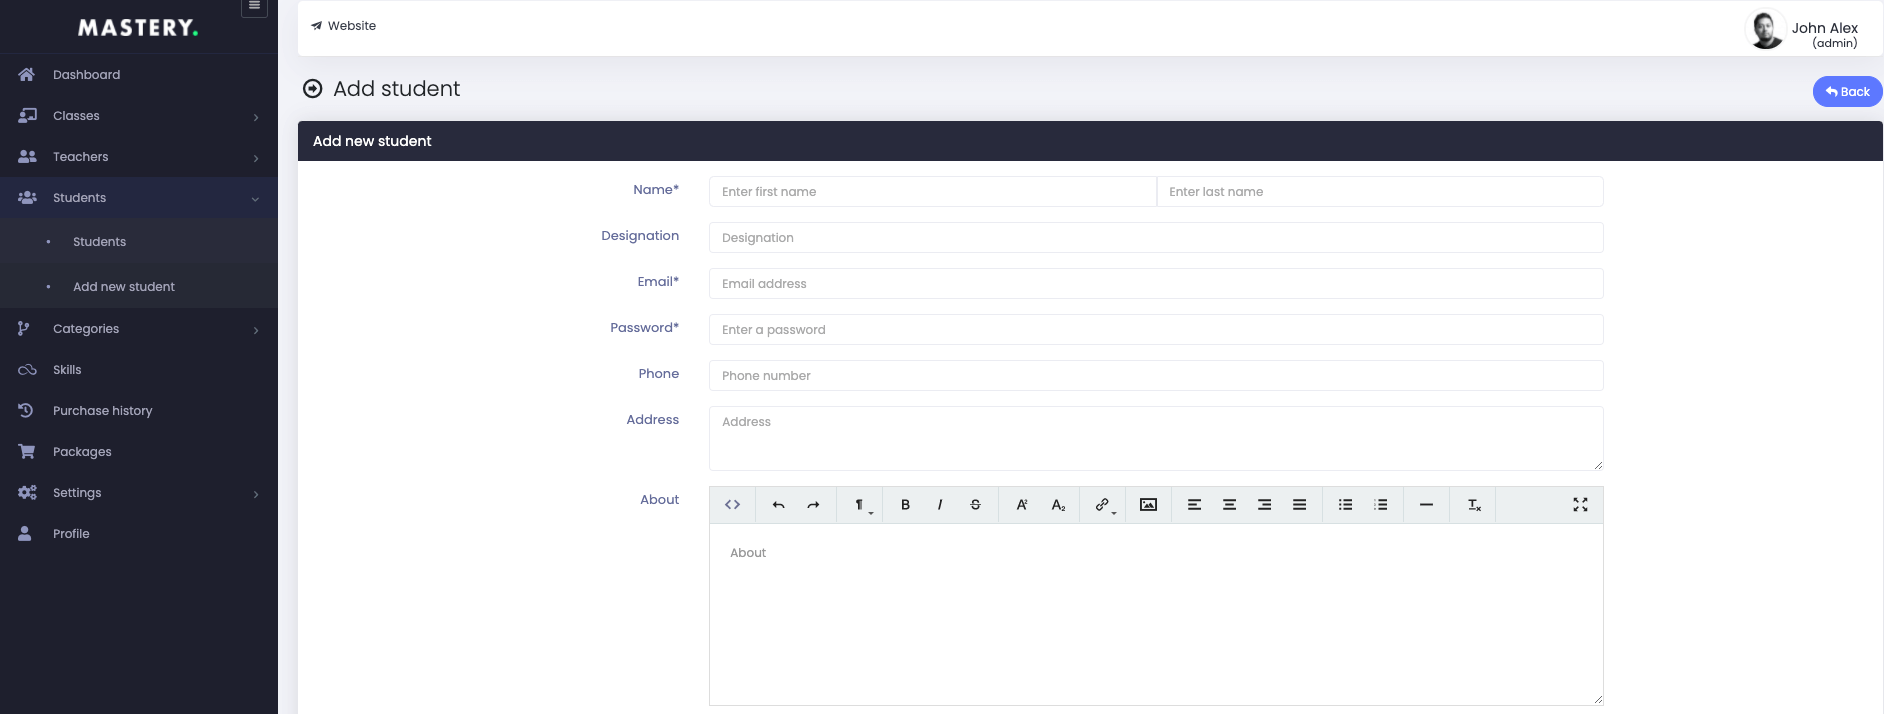 MASTERY.
Dashboard
Classes
Teachers
Students
Students
Add new student
Categories
Skills
Purchase history
Packages
Settings
Profile
Website
John Alex
(admin)
Add student
Back
Add new student
Name* Enter first name Enter last name
Designation Designation
Email* Email address
Password* Enter a password
Phone Phone number
Address Address
About
About